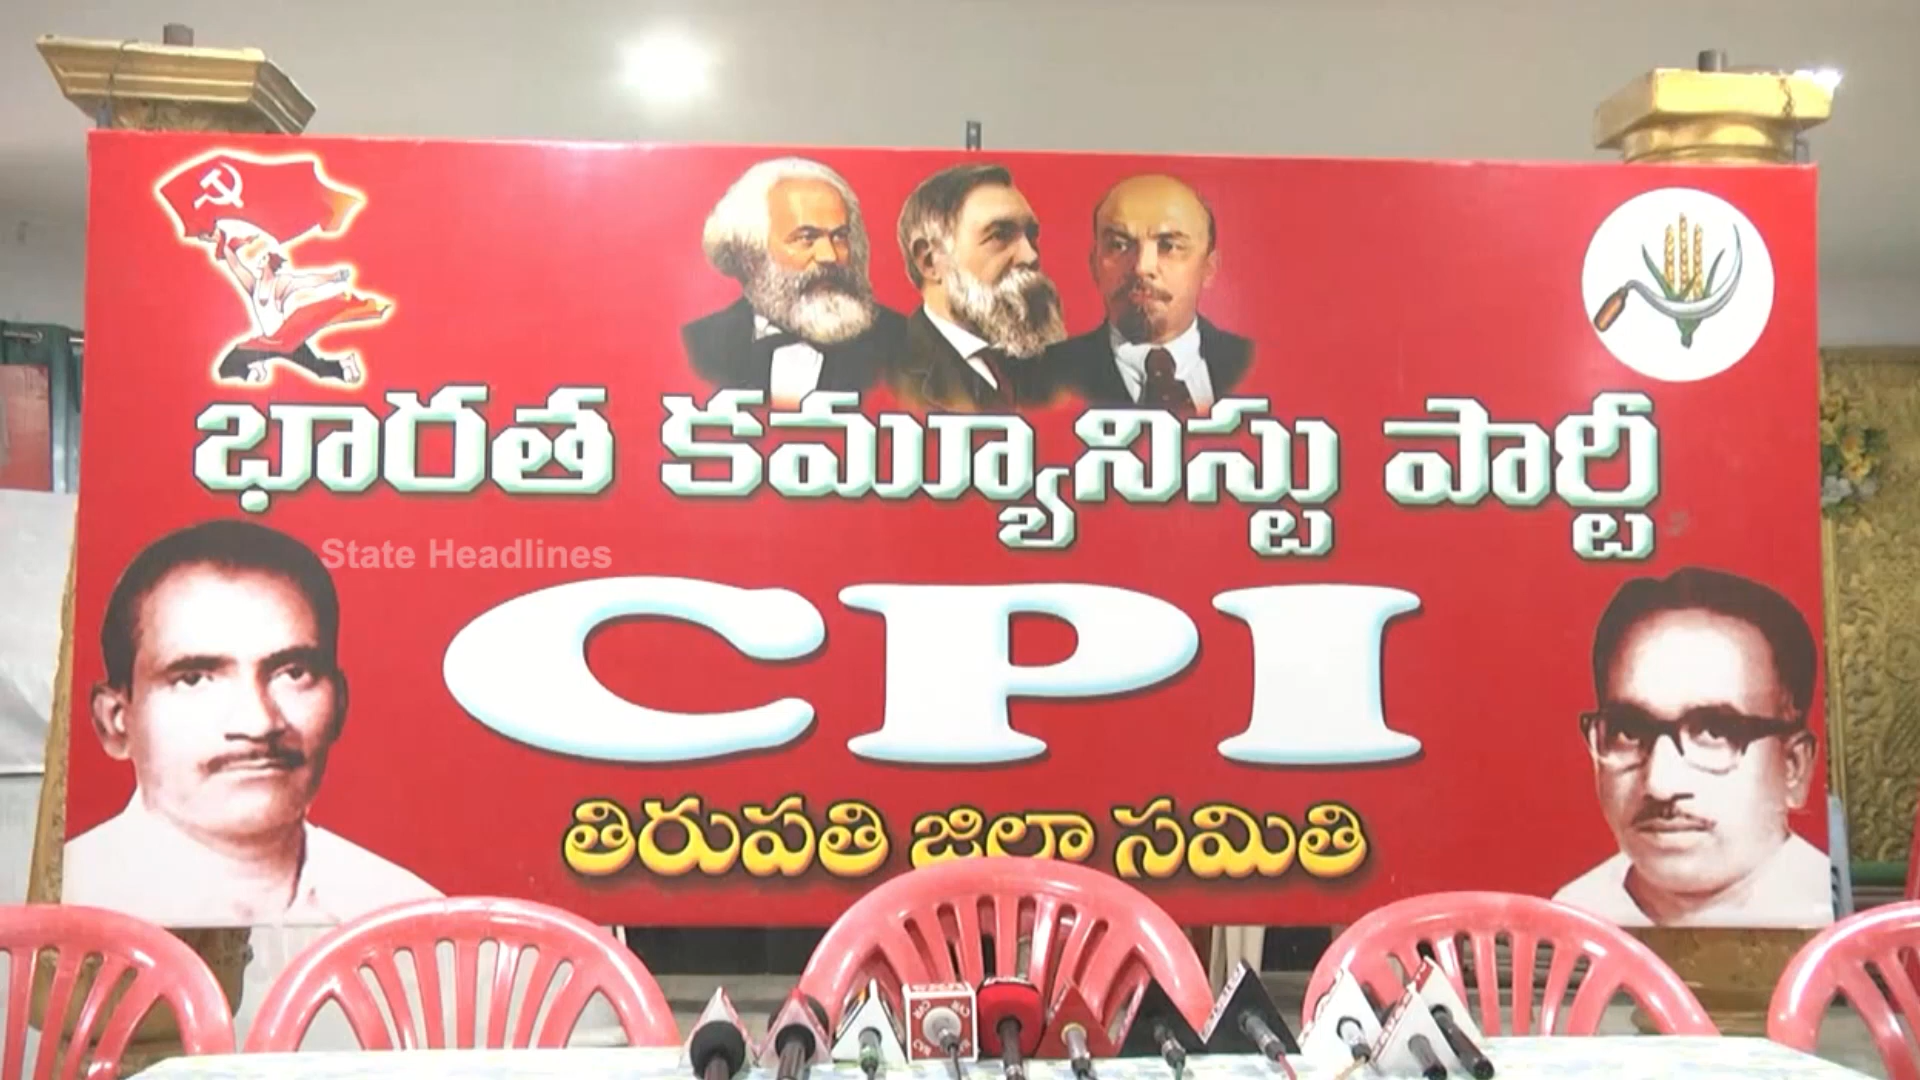 భారత కమ్యూనిస్టు పార్టీ
State Headlines
CPI
తిరుపతి జిల్లా సమితి